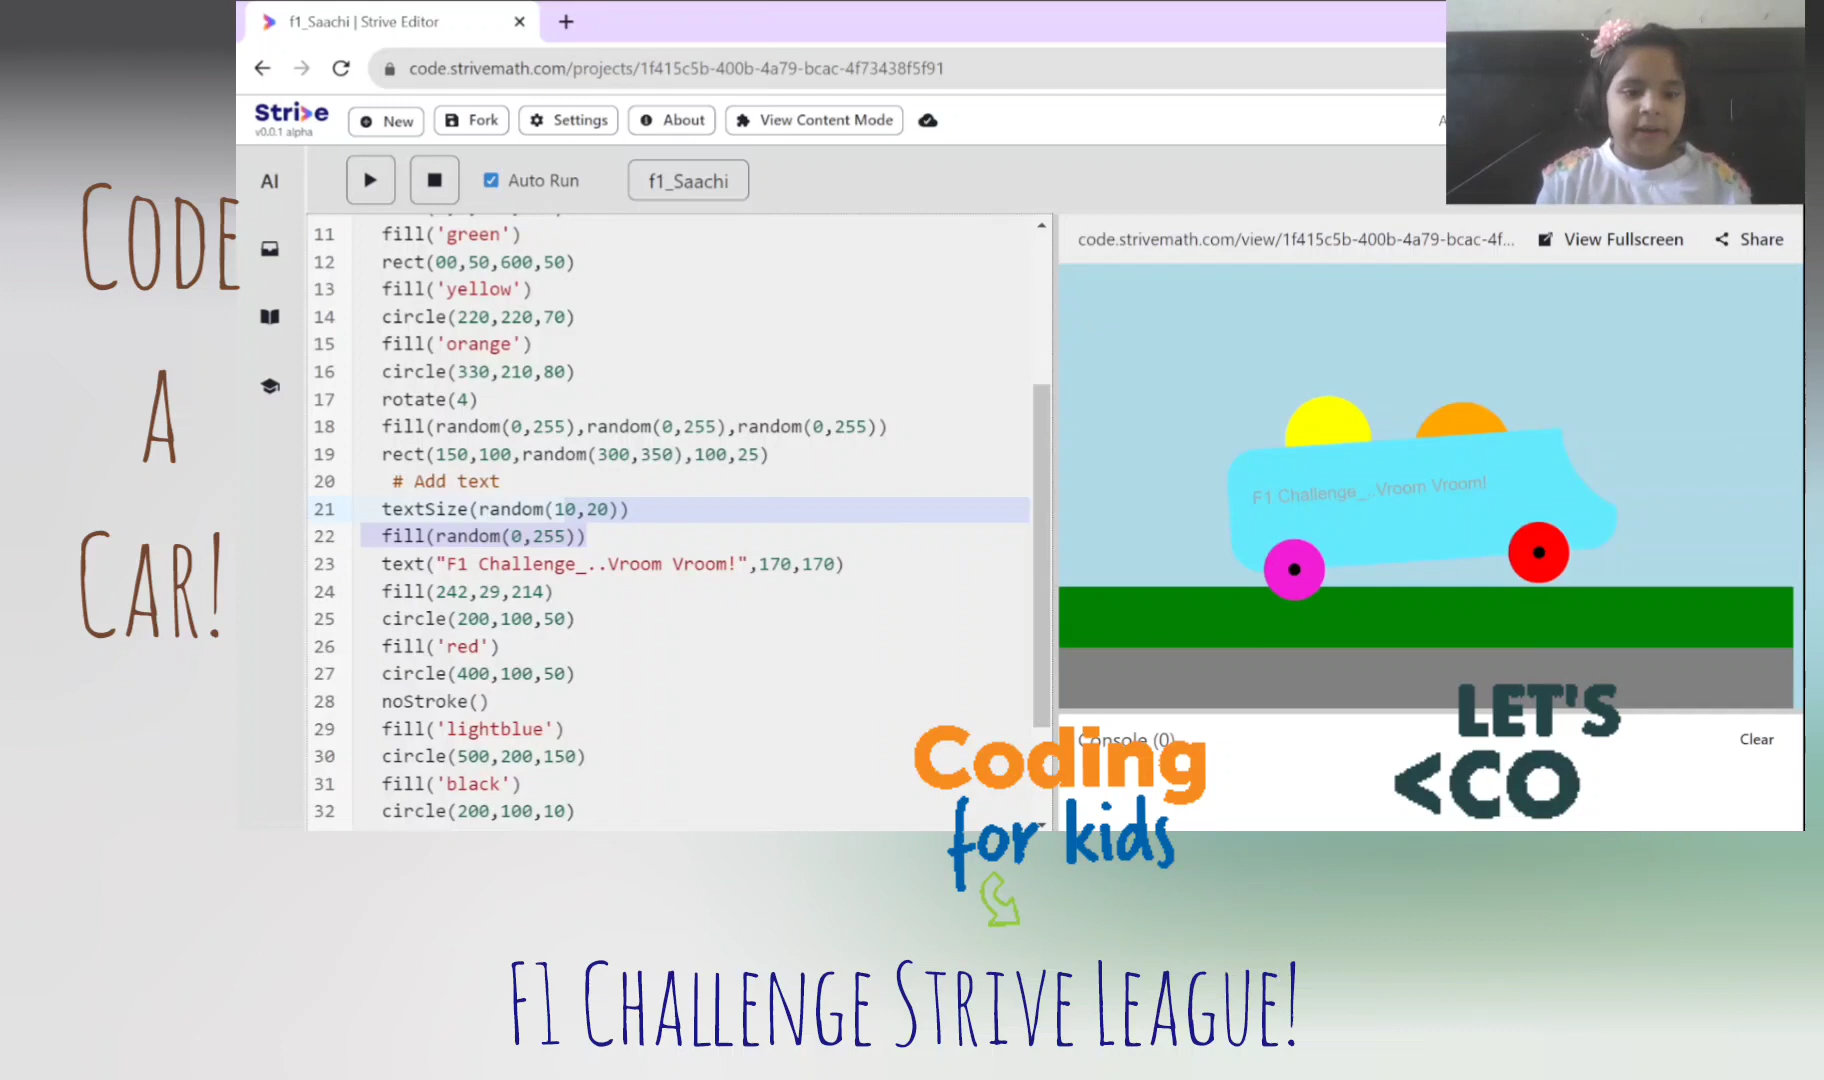 f1_Saachi | Strive Editor
code.strivemath.com/projects/1f415c5b-400b-4a79-bcac-4f73438f5f91
Strive
v0.0.1 alpha
New
Fork
Settings
About
View Content Mode
AI
Auto Run
f1_Saachi
11 fill('green')
12 rect(00,50,600,50)
13 fill('yellow')
14 circle(220,220,70)
15 fill('orange')
16 circle(330,210,80)
17 rotate(4)
18 fill(random(0,255),random(0,255),random(0,255))
19 rect(150,100,random(300,350),100,25)
20 # Add text
21 textSize(random(10,20))
22 fill(random(0,255))
23 text("F1 Challenge_..Vroom Vroom!",170,170)
24 fill(242,29,214)
25 circle(200,100,50)
26 fill('red')
27 circle(400,100,50)
28 noStroke()
29 fill('lightblue')
30 circle(500,200,150)
31 fill('black')
32 circle(200,100,10)
code.strivemath.com/view/1f415c5b-400b-4a79-bcac-4f...
View Fullscreen
Share
F1 Challenge_..Vroom Vroom!
Console (0)
Clear
CODE
A
CAR!
Coding
for kids
LET'S
<CO
F1 CHALLENGE STRIVE LEAGUE!